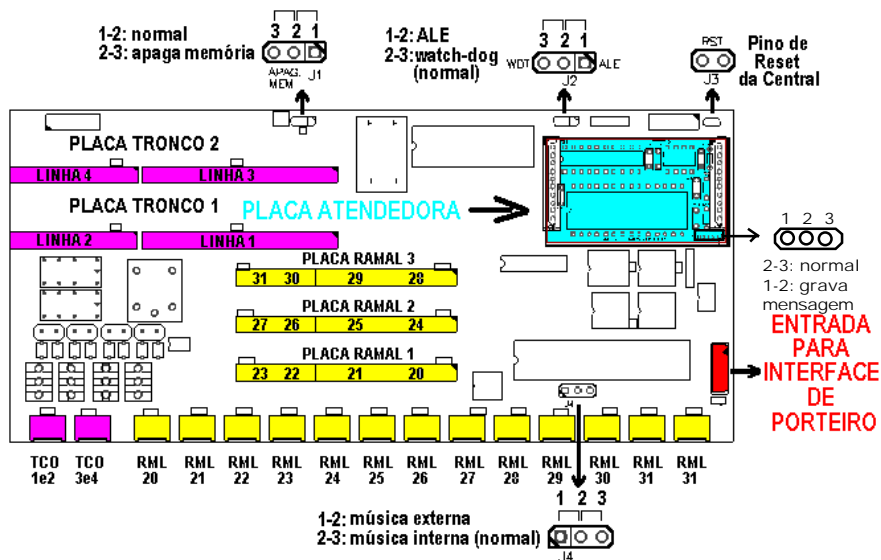 1-2: normal
2-3: apaga memória
3 2 1
APAG. MEM
J1
1-2: ALE
2-3: watch-dog
(normal)
3 2 1
WDT
ALE
J2
RST
J3
Pino de
Reset
da Central
PLACA TRONCO 2
LINHA 4
LINHA 3
PLACA TRONCO 1
LINHA 2
LINHA 1
PLACA ATENDEDORA
1 2 3
2-3: normal
1-2: grava
mensagem
PLACA RAMAL 3
31 30 29 28
PLACA RAMAL 2
27 26 25 24
PLACA RAMAL 1
23 22 21 20
ENTRADA
PARA
INTERFACE
DE
PORTEIRO
J4
TCO
1e2
TCO
3e4
RML
20
RML
21
RML
22
RML
23
RML
24
RML
25
RML
26
RML
27
RML
28
RML
29
RML
30
RML
31
RML
31
1 2 3
1-2: música externa
2-3: música interna (normal)
J4